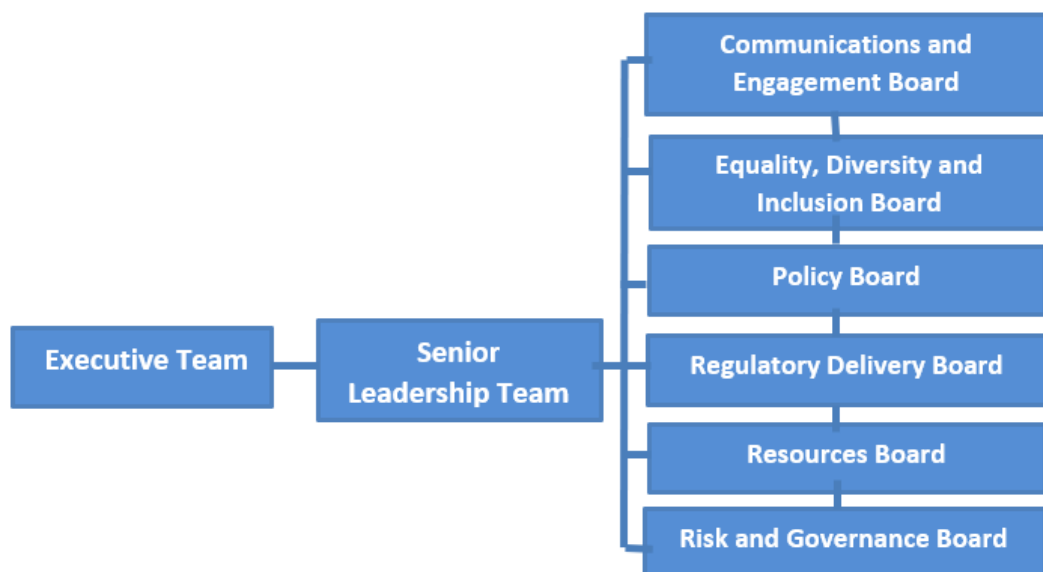 Executive Team
Senior
Leadership Team
Communications and
Engagement Board
Equality, Diversity and
Inclusion Board
Policy Board
Regulatory Delivery Board
Resources Board
Risk and Governance Board